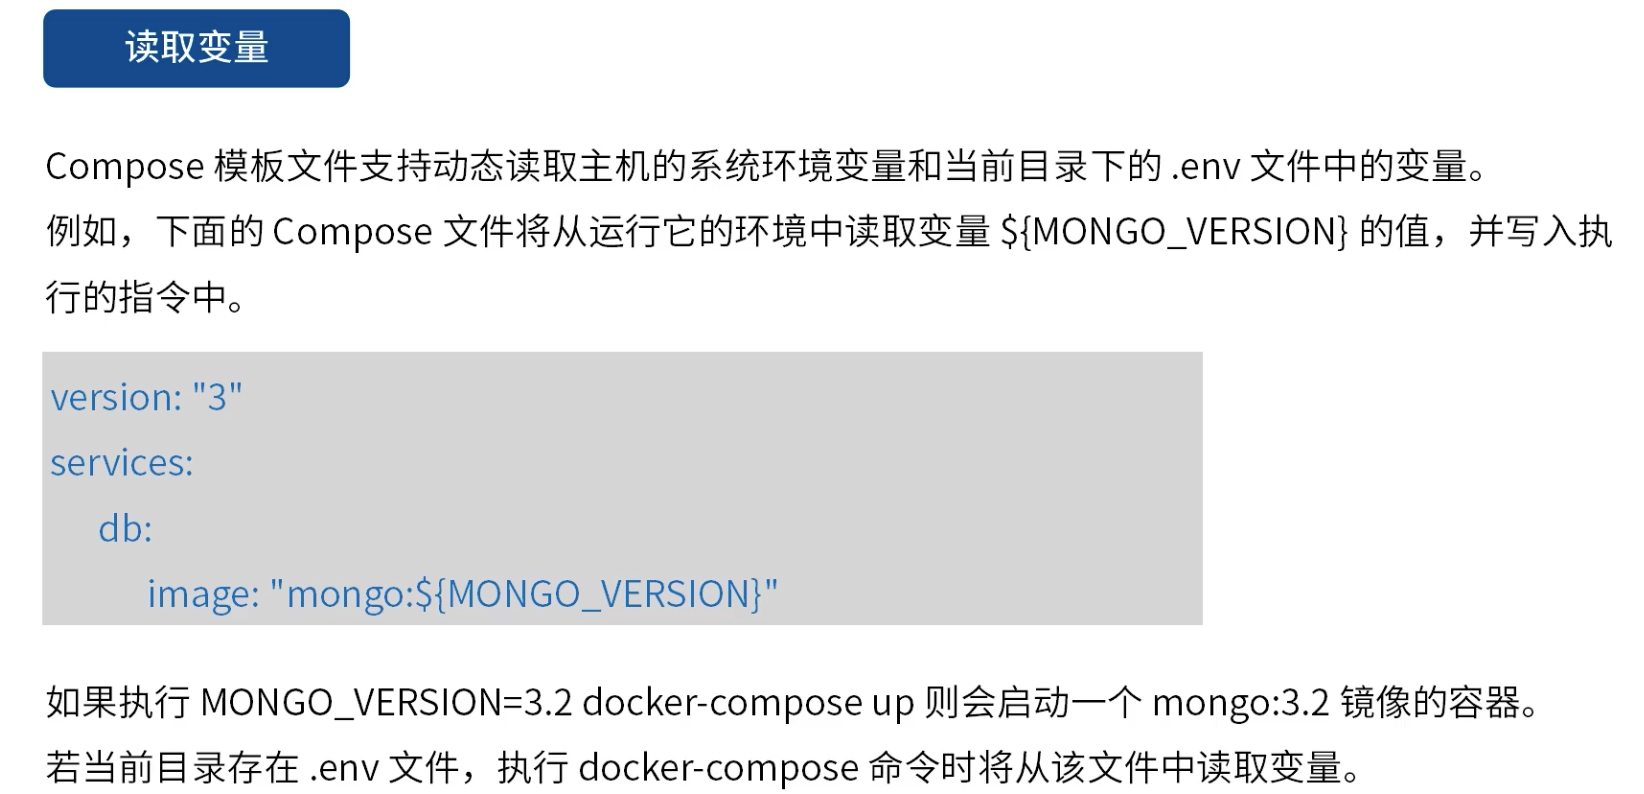 读取变量
Compose 模板文件支持动态读取主机的系统环境变量和当前目录下的 .env 文件中的变量。
例如，下面的 Compose 文件将从运行它的环境中读取变量 ${MONGO_VERSION} 的值，并写入执
行的指令中。
version: "3"
services:
db:
image: "mongo:${MONGO_VERSION}"
如果执行 MONGO_VERSION=3.2 docker-compose up 则会启动一个 mongo:3.2 镜像的容器。
若当前目录存在 .env 文件，执行 docker-compose 命令时将从该文件中读取变量。